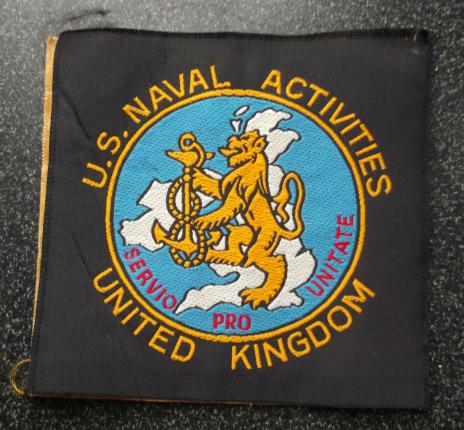 U.S. NAVAL ACTIVITIES
SERVIO PRO UNITATE
UNITED KINGDOM